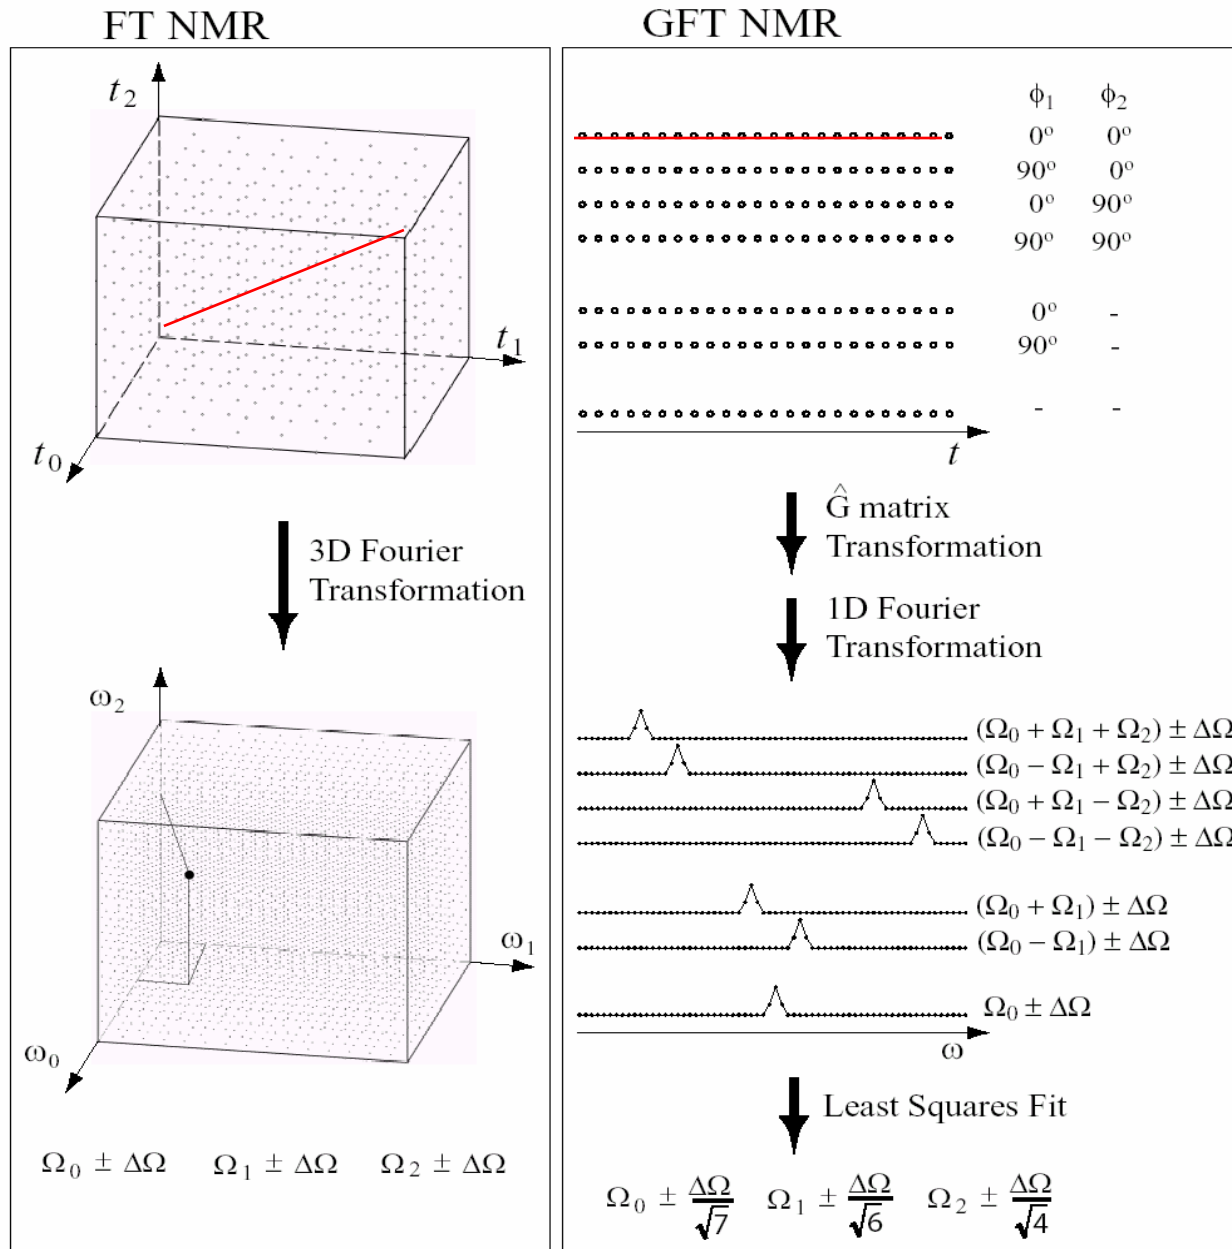 FT NMR
t₂
t₁
t₀
3D Fourier
Transformation
ω₂
ω₁
ω₀
Ω₀ ± ΔΩ Ω₁ ± ΔΩ Ω₂ ± ΔΩ
GFT NMR
ϕ₁ ϕ₂
0° 0°
90° 0°
0° 90°
90° 90°
0° -
90° -
- -
t
Ĝ matrix
Transformation
1D Fourier
Transformation
(Ω₀ + Ω₁ + Ω₂) ± ΔΩ
(Ω₀ − Ω₁ + Ω₂) ± ΔΩ
(Ω₀ + Ω₁ − Ω₂) ± ΔΩ
(Ω₀ − Ω₁ − Ω₂) ± ΔΩ
(Ω₀ + Ω₁) ± ΔΩ
(Ω₀ − Ω₁) ± ΔΩ
Ω₀ ± ΔΩ
ω
Least Squares Fit
Ω₀ ± ΔΩ/√7 Ω₁ ± ΔΩ/√6 Ω₂ ± ΔΩ/√4